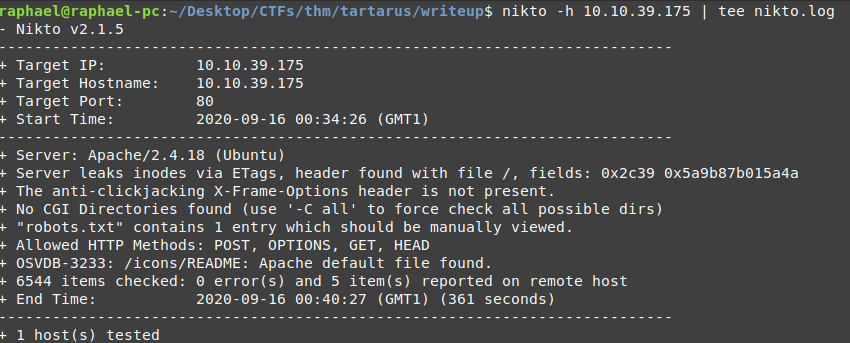 raphael@raphael-pc:~/Desktop/CTFs/thm/tartarus/writeup$ nikto -h 10.10.39.175 | tee nikto.log
- Nikto v2.1.5
---------------------------------------------------------------------------
+ Target IP:          10.10.39.175
+ Target Hostname:    10.10.39.175
+ Target Port:        80
+ Start Time:         2020-09-16 00:34:26 (GMT1)
---------------------------------------------------------------------------
+ Server: Apache/2.4.18 (Ubuntu)
+ Server leaks inodes via ETags, header found with file /, fields: 0x2c39 0x5a9b87b015a4a
+ The anti-clickjacking X-Frame-Options header is not present.
+ No CGI Directories found (use '-C all' to force check all possible dirs)
+ "robots.txt" contains 1 entry which should be manually viewed.
+ Allowed HTTP Methods: POST, OPTIONS, GET, HEAD
+ OSVDB-3233: /icons/README: Apache default file found.
+ 6544 items checked: 0 error(s) and 5 item(s) reported on remote host
+ End Time:           2020-09-16 00:40:27 (GMT1) (361 seconds)
---------------------------------------------------------------------------
+ 1 host(s) tested